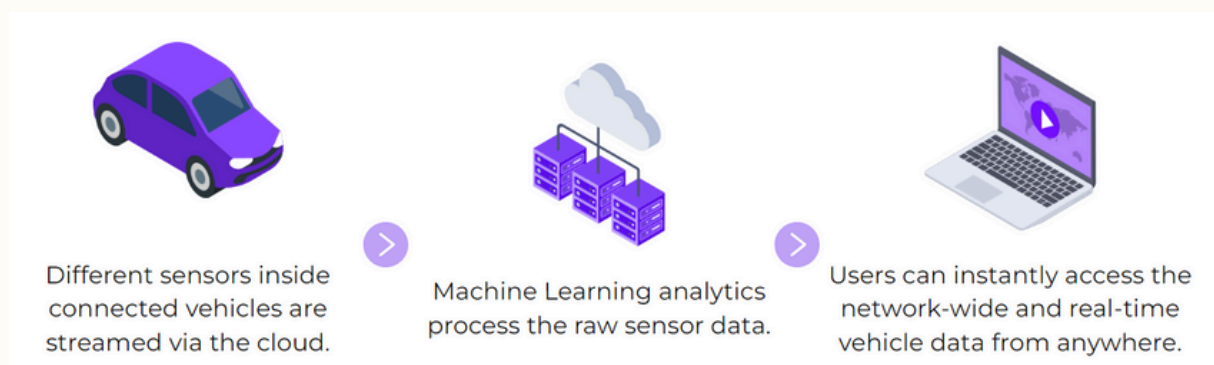 Different sensors inside
connected vehicles are
streamed via the cloud.
Machine Learning analytics
process the raw sensor data.
Users can instantly access the
network-wide and real-time
vehicle data from anywhere.